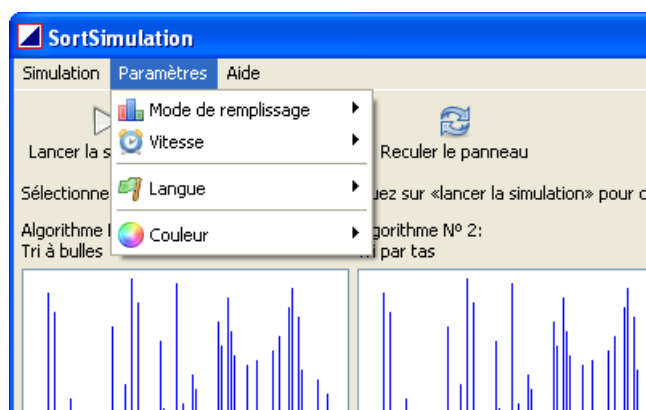 SortSimulation
Simulation Paramètres Aide
Mode de remplissage
Vitesse
Langue
Couleur
Lancer la s
Reculer le panneau
Sélectionne
uez sur «lancer la simulation» pour
Algorithme
gorithme Nº 2:
Tri à bulles
i par tas